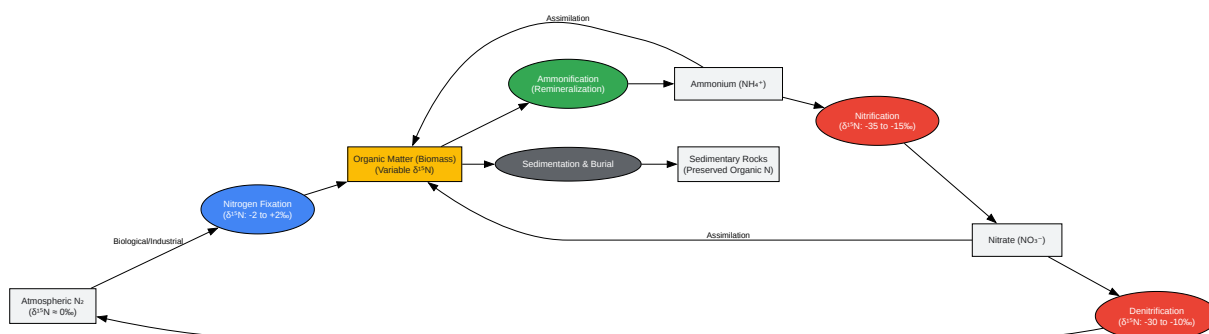 Assimilation
Ammonification
(Remineralization)
Ammonium (NH₄⁺)
Nitrification
(δ¹⁵N: -35 to -15‰)
Organic Matter (Biomass)
(Variable δ¹⁵N)
Sedimentation & Burial
Sedimentary Rocks
(Preserved Organic N)
Nitrogen Fixation
(δ¹⁵N: -2 to +2‰)
Biological/Industrial
Assimilation
Nitrate (NO₃⁻)
Atmospheric N₂
(δ¹⁵N ≈ 0‰)
Denitrification
(δ¹⁵N: -30 to -10‰)